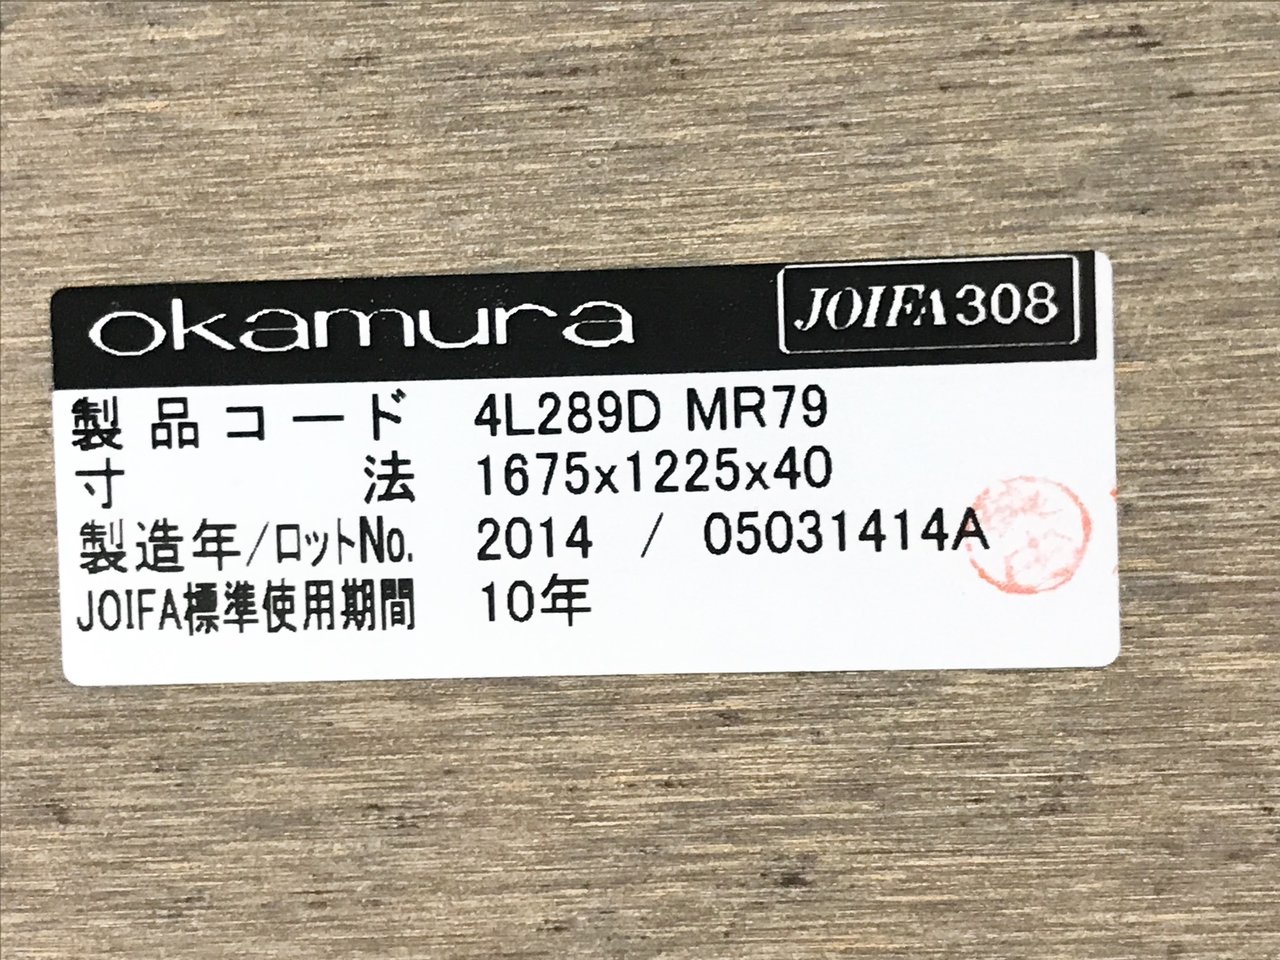 okamura JOIFA308
製品コード 4L289D MR79
寸法 1675x1225x40
製造年/ロットNo. 2014 / 05031414A
JOIFA標準使用期間 10年